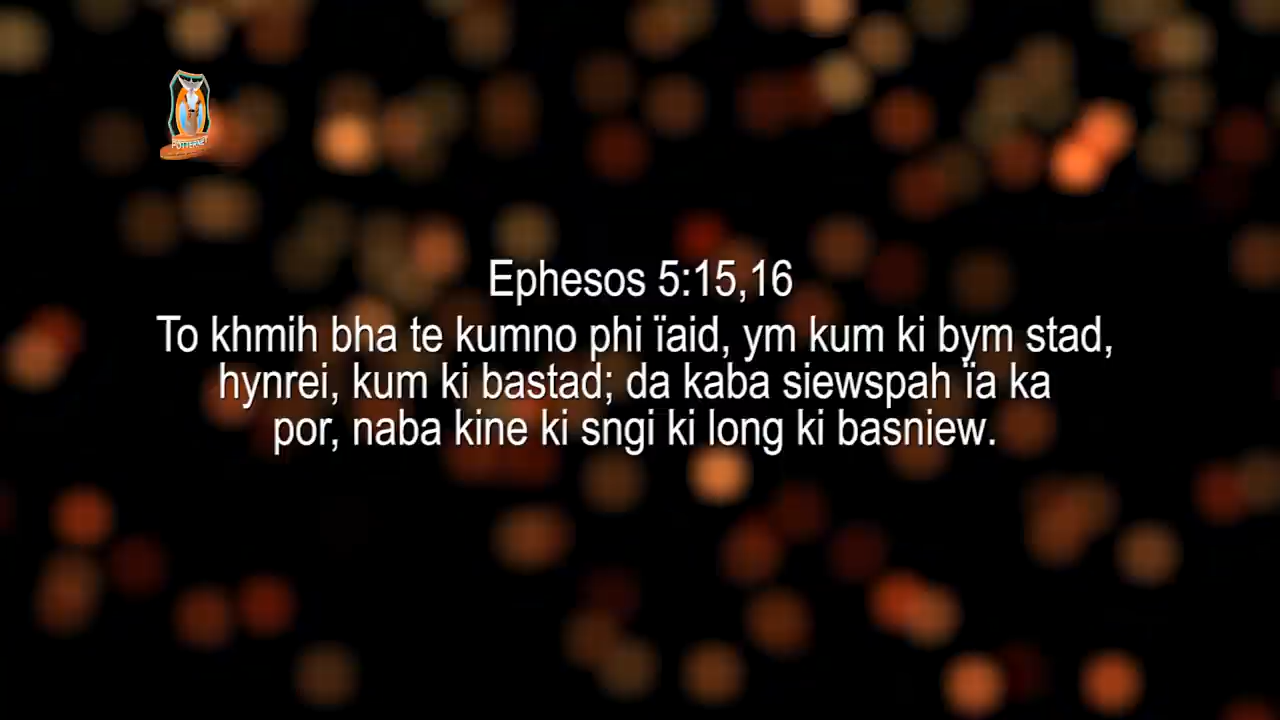 POTTERNET
Ephesos 5:15,16
To khmih bha te kumno phi ïaid, ym kum ki bym stad,
hynrei, kum ki bastad; da kaba siewspah ïa ka
por, naba kine ki sngi ki long ki basniew.